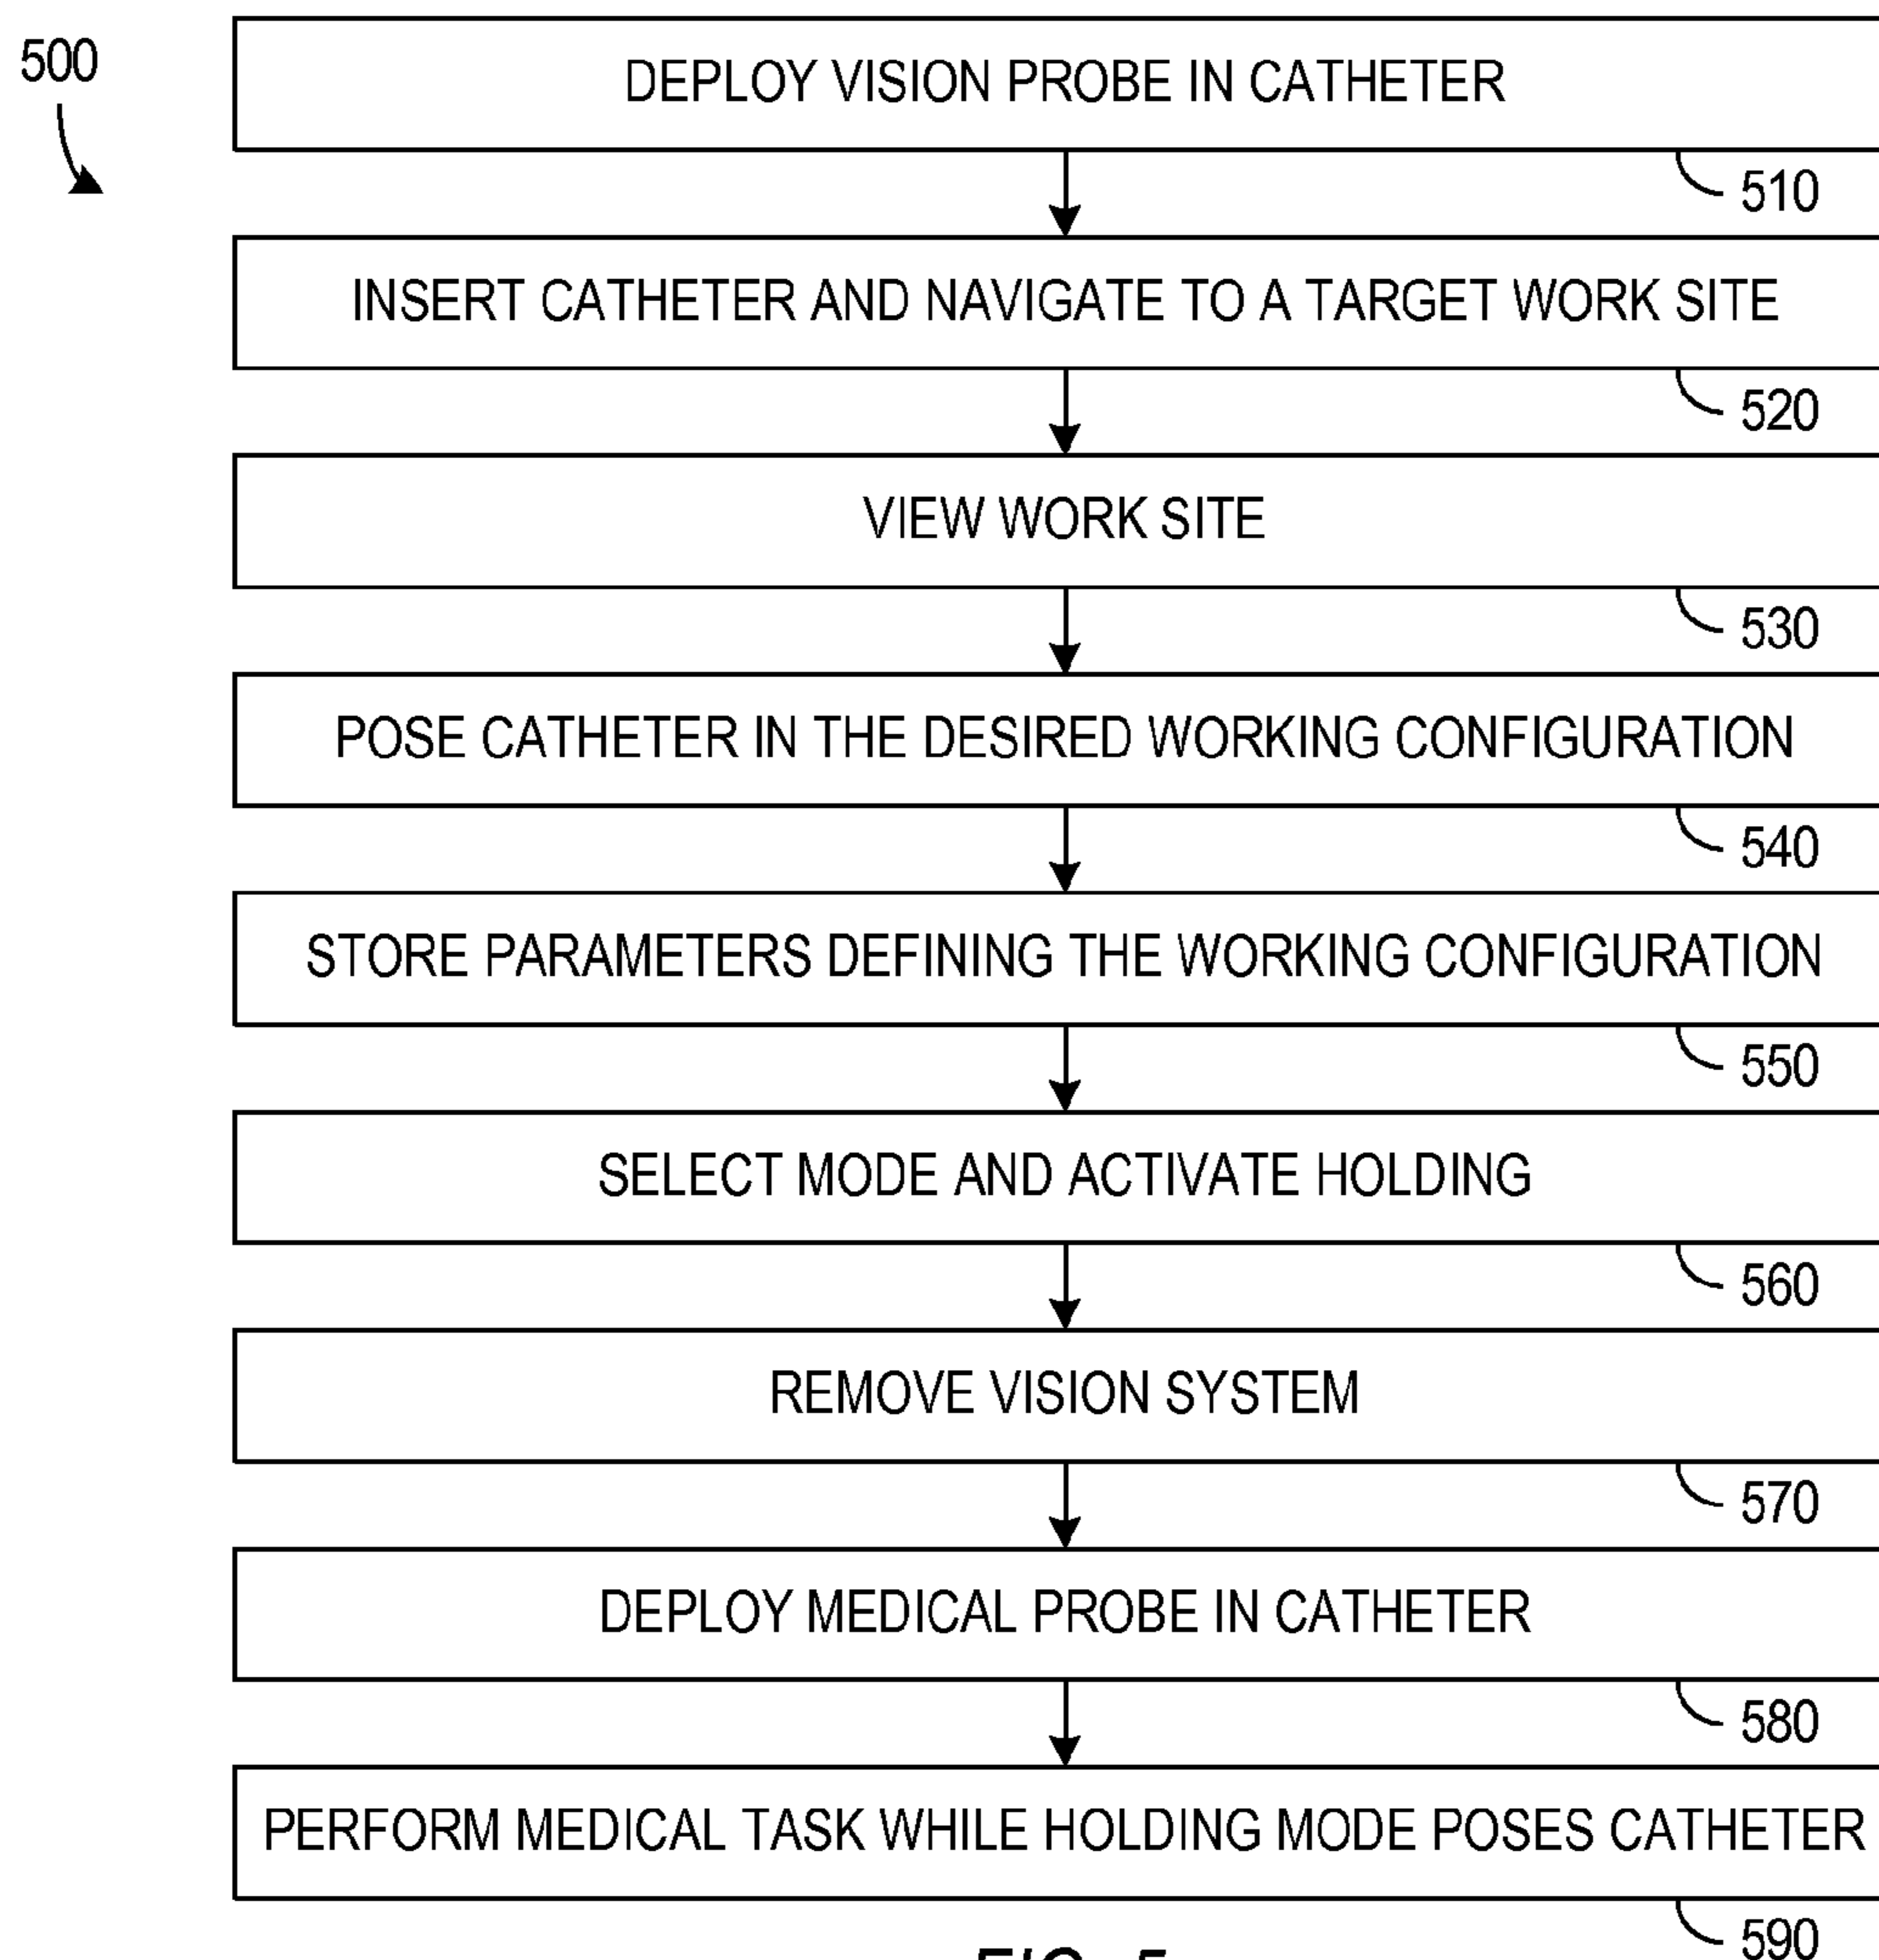 500
DEPLOY VISION PROBE IN CATHETER
510
INSERT CATHETER AND NAVIGATE TO A TARGET WORK SITE
520
VIEW WORK SITE
530
POSE CATHETER IN THE DESIRED WORKING CONFIGURATION
540
STORE PARAMETERS DEFINING THE WORKING CONFIGURATION
550
SELECT MODE AND ACTIVATE HOLDING
560
REMOVE VISION SYSTEM
570
DEPLOY MEDICAL PROBE IN CATHETER
580
PERFORM MEDICAL TASK WHILE HOLDING MODE POSES CATHETER
590